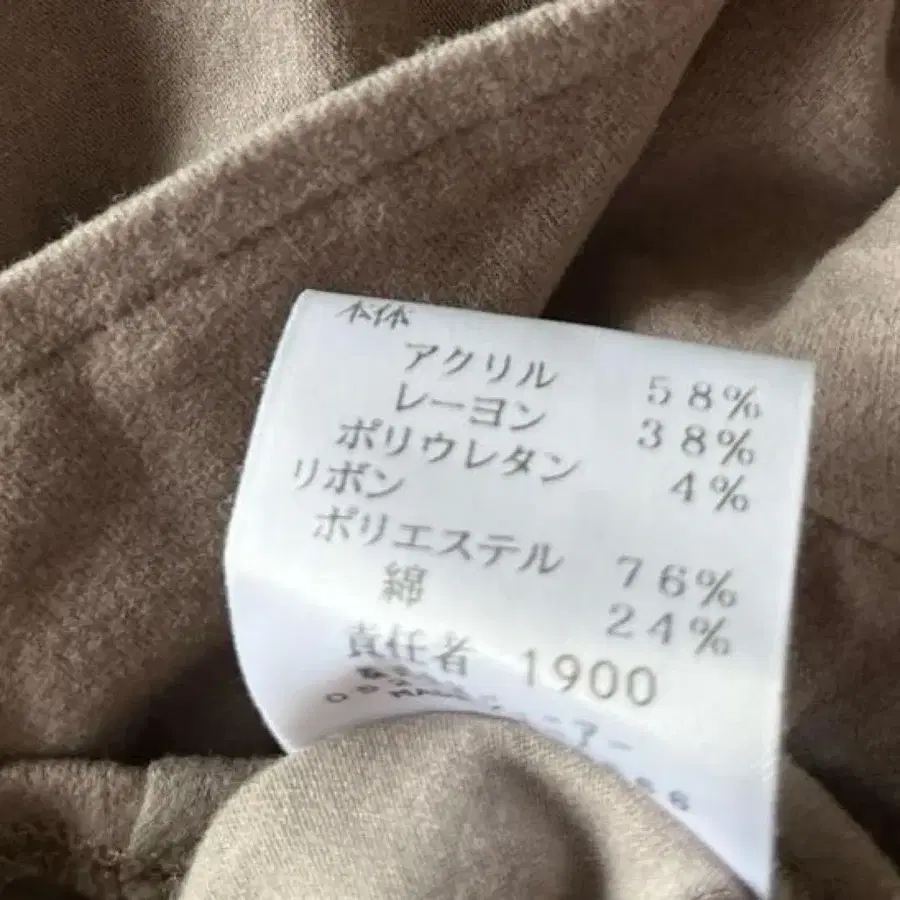 本体
アクリル 58%
レーヨン 38%
ポリウレタン 4%
リボン
ポリエステル 76%
綿 24%
責任者 1900